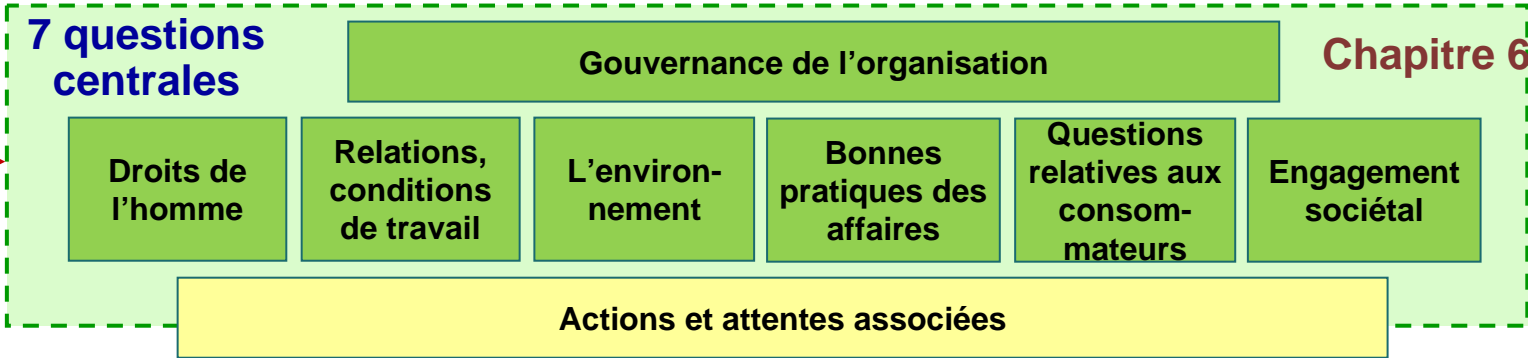 7 questions
centrales
Gouvernance de l’organisation
Chapitre 6
Droits de
l’homme
Relations,
conditions
de travail
L’environ-
nement
Bonnes
pratiques des
affaires
Questions
relatives aux
consom-
mateurs
Engagement
sociétal
Actions et attentes associées